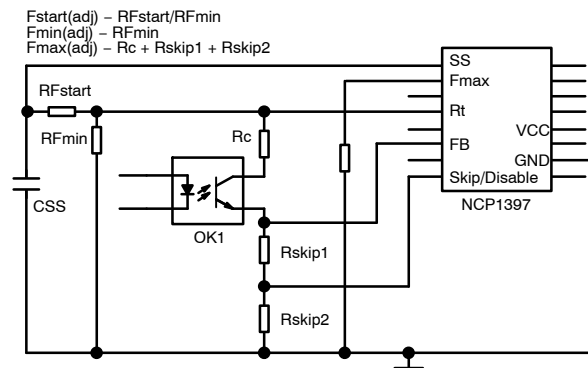 Fstart(adj) – RFstart/RFmin
Fmin(adj) – RFmin
Fmax(adj) – Rc + Rskip1 + Rskip2
SS
Fmax
RFstart
Rt
RFmin
Rc
VCC
FB
GND
Skip/Disable
CSS
NCP1397
OK1
Rskip1
Rskip2